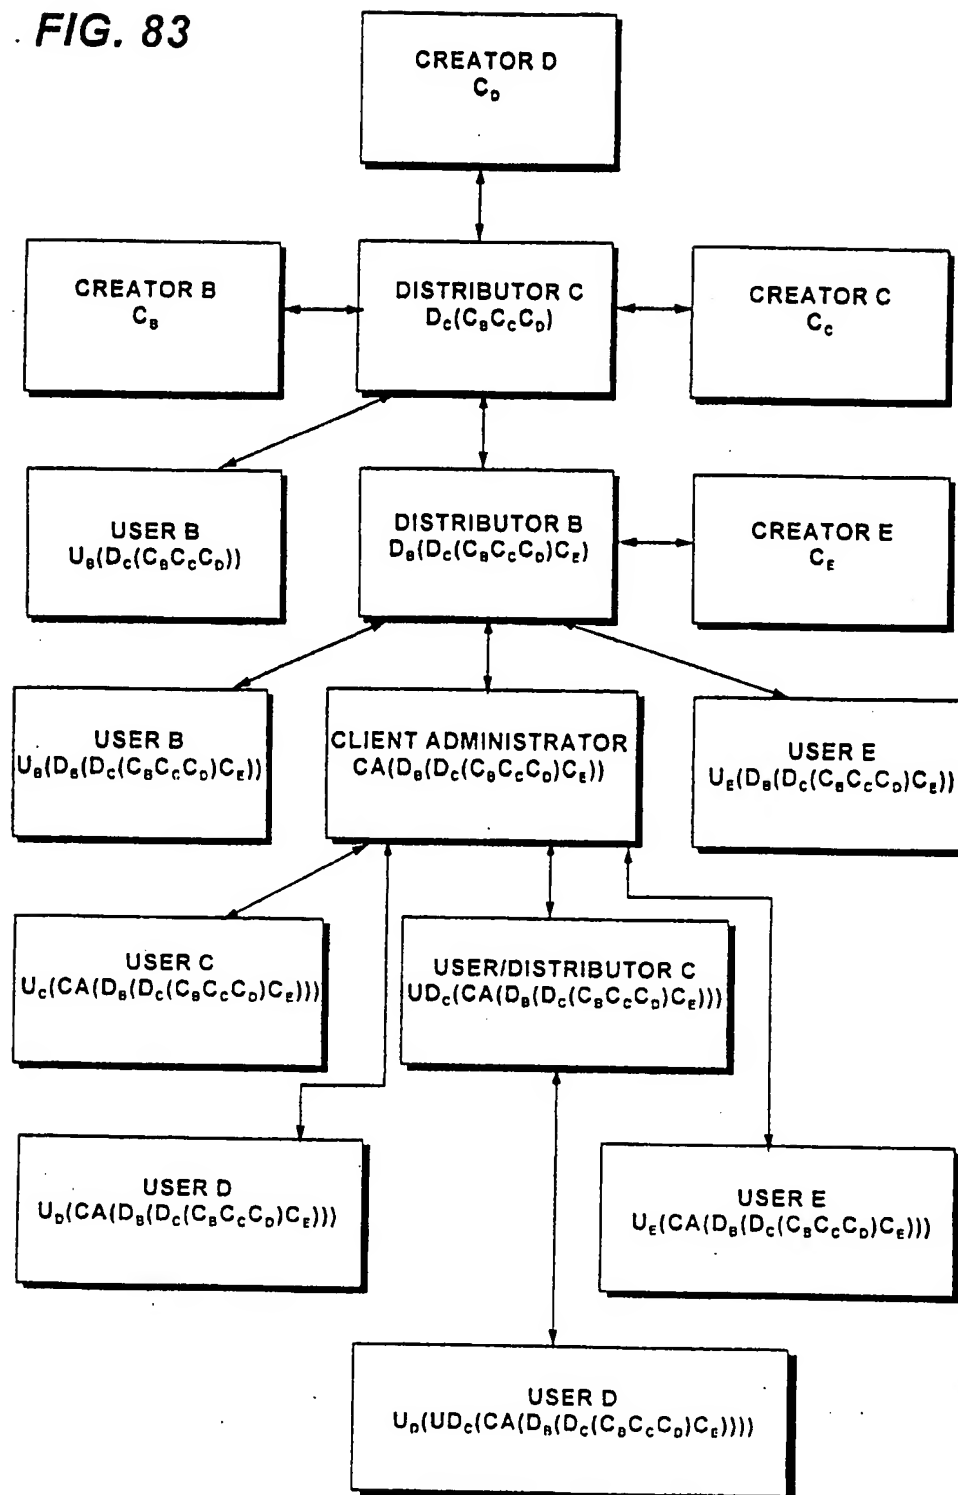 FIG. 83
CREATOR D
C_D
CREATOR B
C_B
DISTRIBUTOR C
D_C(C_BC_CC_D)
CREATOR C
C_C
USER B
U_B(D_C(C_BC_CC_D))
DISTRIBUTOR B
D_B(D_C(C_BC_CC_D)C_E)
CREATOR E
C_E
USER B
U_B(D_B(D_C(C_BC_CC_D)C_E))
CLIENT ADMINISTRATOR
CA(D_B(D_C(C_BC_CC_D)C_E))
USER E
U_E(D_B(D_C(C_BC_CC_D)C_E))
USER C
U_C(CA(D_B(D_C(C_BC_CC_D)C_E)))
USER/DISTRIBUTOR C
UD_C(CA(D_B(D_C(C_BC_CC_D)C_E)))
USER D
U_D(CA(D_B(D_C(C_BC_CC_D)C_E)))
USER E
U_E(CA(D_B(D_C(C_BC_CC_D)C_E)))
USER D
U_D(UD_C(CA(D_B(D_C(C_BC_CC_D)C_E))))